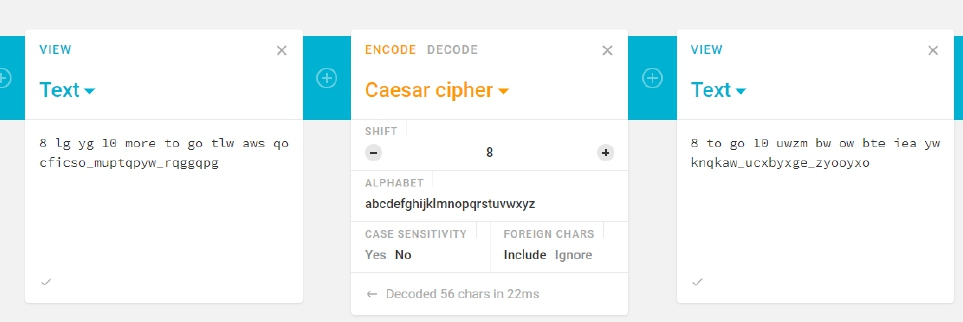 VIEW
Text
8 lg yg 10 more to go tlw aws qo
cficso_muptqpyw_rqggqpg
ENCODE DECODE
Caesar cipher
SHIFT
8
ALPHABET
abcdefghijklmnopqrstuvwxyz
CASE SENSITIVITY
Yes No
FOREIGN CHARS
Include Ignore
← Decoded 56 chars in 22ms
VIEW
Text
8 to go 10 uwzm bw ow bte iea yw
knqkaw_ucxbyxge_zyooyxo